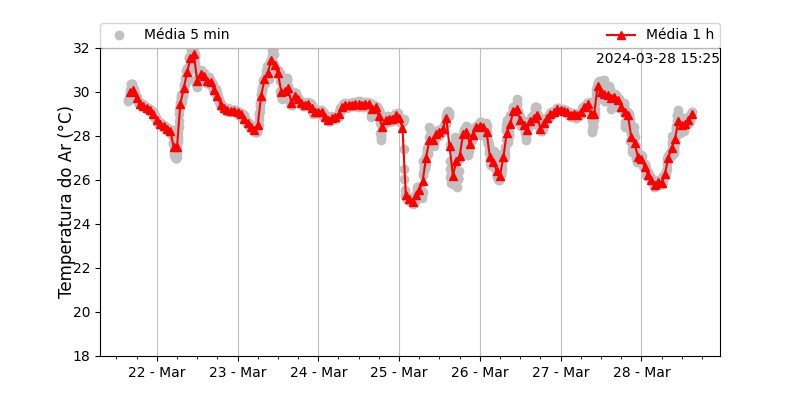 Média 5 min
Média 1 h
2024-03-28 15:25
Temperatura do Ar (°C)
32
30
28
26
24
22
20
18
22 - Mar
23 - Mar
24 - Mar
25 - Mar
26 - Mar
27 - Mar
28 - Mar